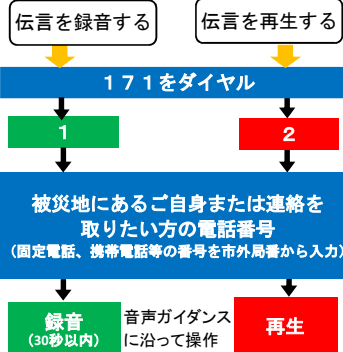 伝言を録音する
伝言を再生する
171をダイヤル
1
2
被災地にあるご自身または連絡を
取りたい方の電話番号
(固定電話、携帯電話等の番号を市外局番から入力)
録音
(30秒以内)
音声ガイダンス
に沿って操作
再生